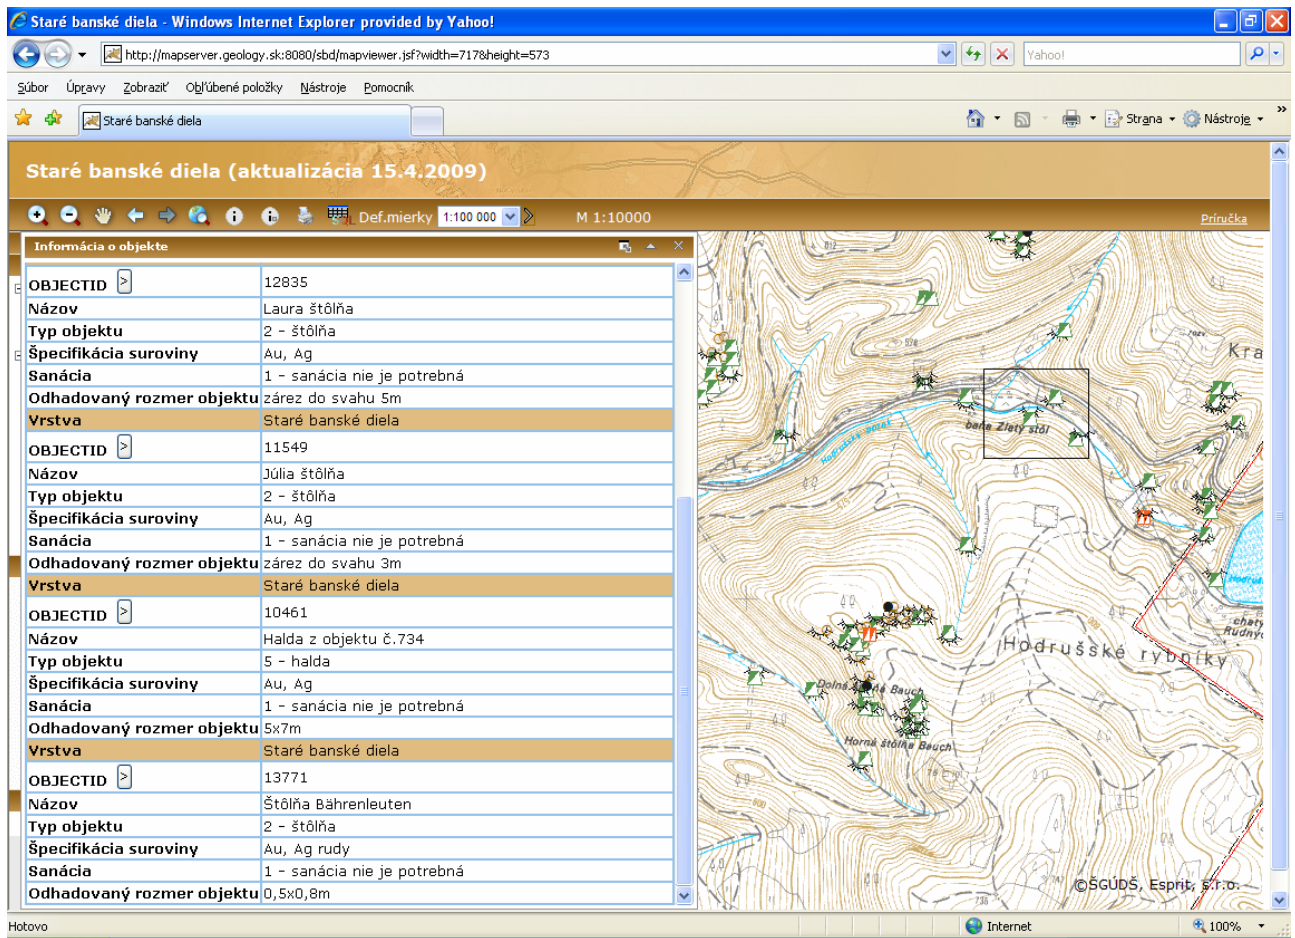 Staré banské diela - Windows Internet Explorer provided by Yahoo!
http://mapserver.geology.sk:8080/sbd/mapviewer.jsf?width=717&height=573
Yahoo!
Súbor Úpravy Zobraziť Obľúbené položky Nástroje Pomocník
Staré banské diela
Strana Nástroje »
Staré banské diela (aktualizácia 15.4.2009)
Def.mierky 1:100 000 M 1:10000 Príručka
Informácia o objekte
OBJECTID > 12835
Názov Laura štôlňa
Typ objektu 2 - štôlňa
Špecifikácia suroviny Au, Ag
Sanácia 1 - sanácia nie je potrebná
Odhadovaný rozmer objektu zárez do svahu 5m
Vrstva Staré banské diela
OBJECTID > 11549
Názov Júlia štôlňa
Typ objektu 2 - štôlňa
Špecifikácia suroviny Au, Ag
Sanácia 1 - sanácia nie je potrebná
Odhadovaný rozmer objektu zárez do svahu 3m
Vrstva Staré banské diela
OBJECTID > 10461
Názov Halda z objektu č.734
Typ objektu 5 - halda
Špecifikácia suroviny Au, Ag
Sanácia 1 - sanácia nie je potrebná
Odhadovaný rozmer objektu 5x7m
Vrstva Staré banské diela
OBJECTID > 13771
Názov Štôlňa Bährenleuten
Typ objektu 2 - štôlňa
Špecifikácia suroviny Au, Ag rudy
Sanácia 1 - sanácia nie je potrebná
Odhadovaný rozmer objektu 0,5x0,8m
812
Kra
baňa Zlatý stôl
Hodrušský potok
chaty
Hodrušské rybníky
Dolná Bauch
Horná štôlňa Bauch
©ŠGÚDŠ, Esprit, s.r.o.
Hotovo Internet 100%